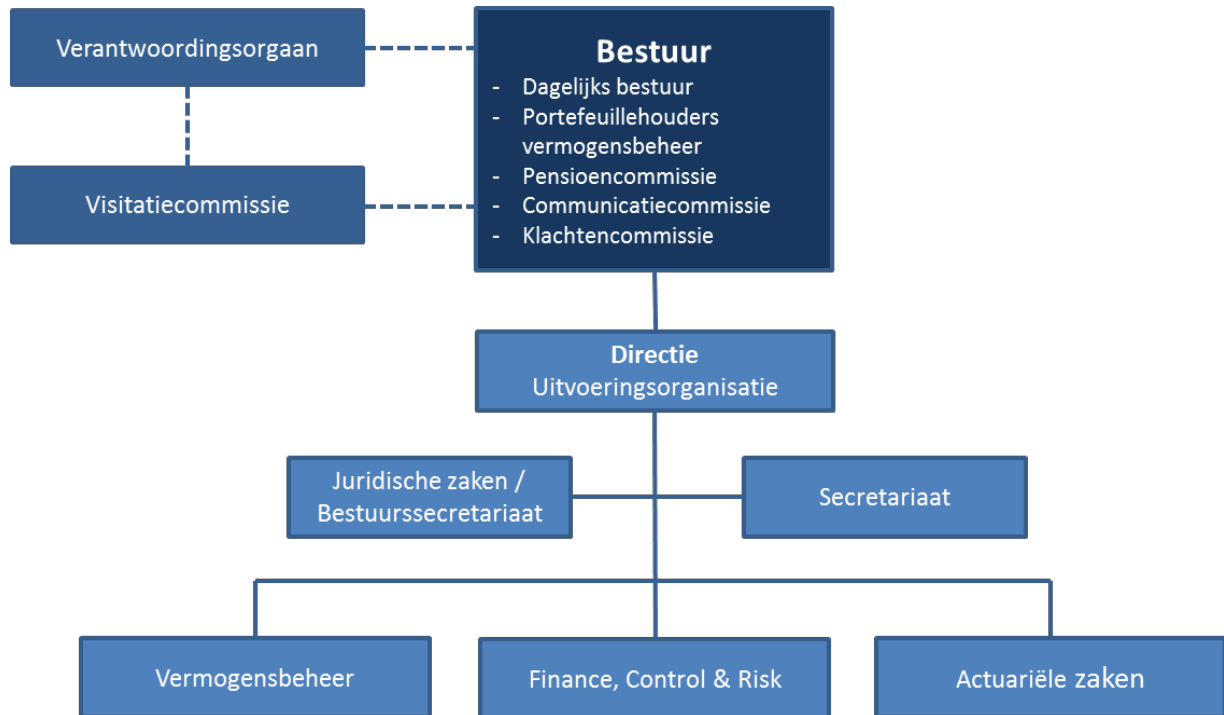 Verantwoordingsorgaan
Visitatiecommissie
Bestuur
- Dagelijks bestuur
- Portefeuillehouders
vermogensbeheer
- Pensioencommissie
- Communicatiecommissie
- Klachtencommissie
Directie
Uitvoeringsorganisatie
Juridische zaken /
Bestuurssecretariaat
Secretariaat
Vermogensbeheer
Finance, Control & Risk
Actuariële zaken